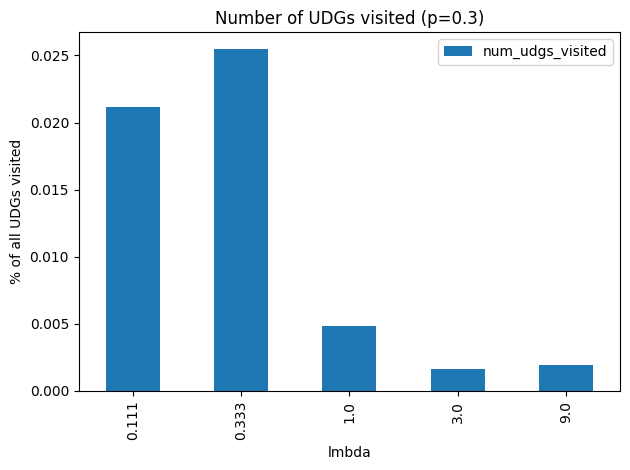 Number of UDGs visited (p=0.3)
num_udgs_visited
% of all UDGs visited
0.025
0.020
0.015
0.010
0.005
0.000
0.111
0.333
1.0
3.0
9.0
lmbda